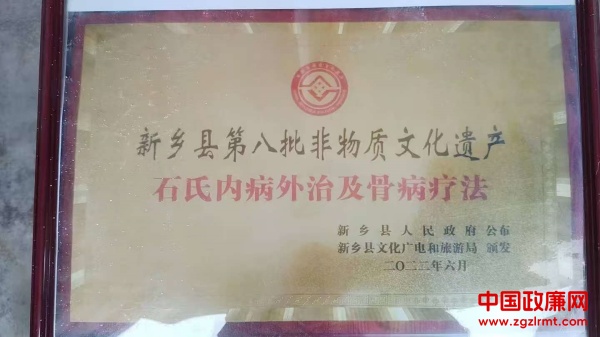 新乡县第八批非物质文化遗产
石氏内病外治及骨病疗法
新乡县人民政府 公布
新乡县文化广电和旅游局 颁发
二〇二二年六月
中国政廉网
www.zgzlrmt.com